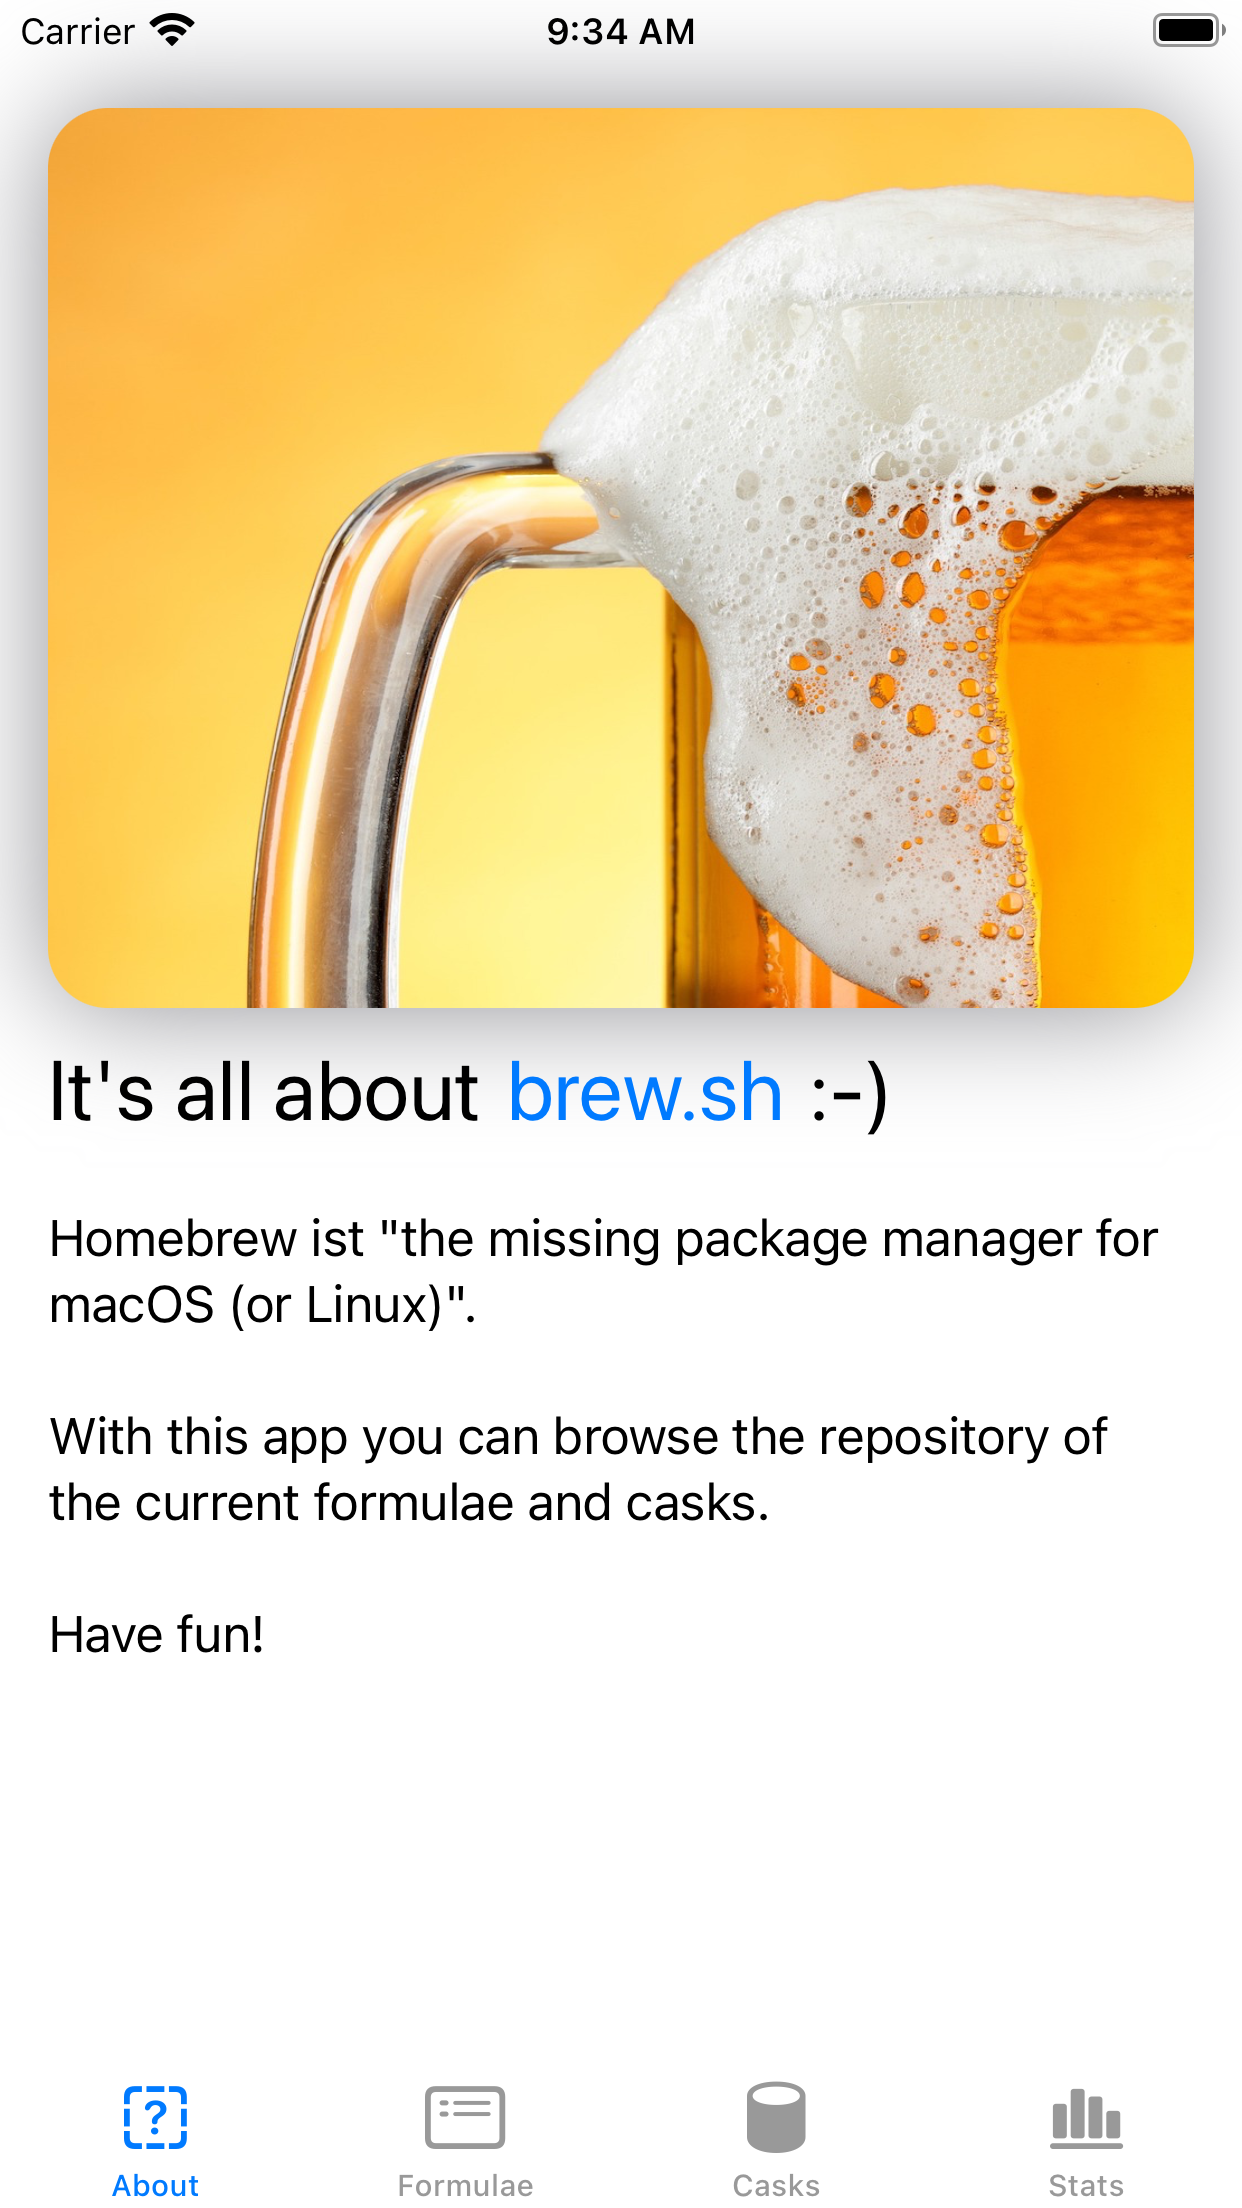 Carrier 9:34 AM
It's all about brew.sh :-)
Homebrew ist "the missing package manager for
macOS (or Linux)".
With this app you can browse the repository of
the current formulae and casks.
Have fun!
About Formulae Casks Stats